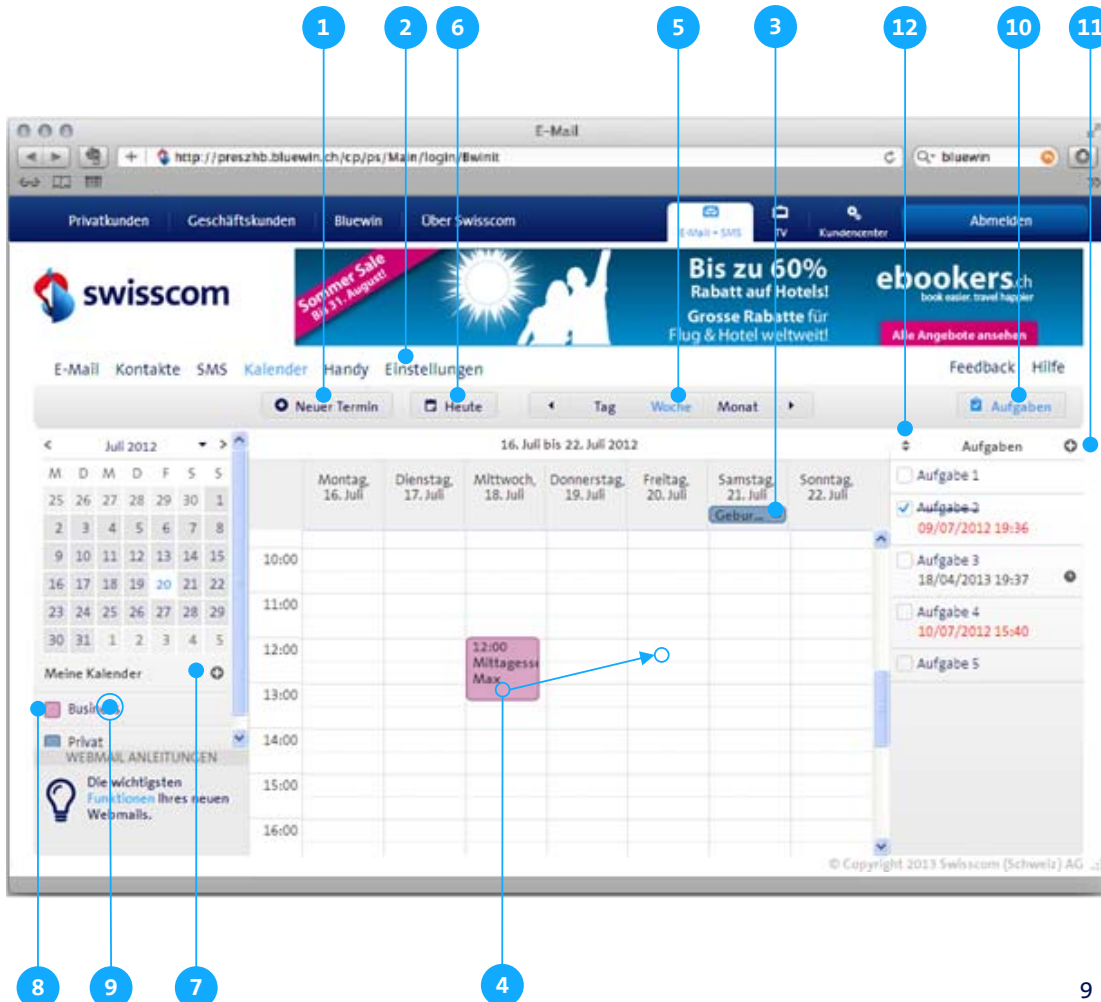 1 2 6 5 3 12 10 11
E-Mail
http://preszhb.bluewin.ch/cp/ps/Main/login/Bwinit
bluewin
Privatkunden Geschäftskunden Bluewin Über Swisscom E-Mail + SMS TV Kundencenter Abmelden
swisscom
Sommer Sale
Bis 31. August!
Bis zu 60%
Rabatt auf Hotels!
Grosse Rabatte für
Flug & Hotel weltweit!
ebookers.ch
book easier. travel happier
Alle Angebote ansehen
E-Mail Kontakte SMS Kalender Handy Einstellungen Feedback Hilfe
Neuer Termin Heute Tag Woche Monat Aufgaben
< Juli 2012 >
M D M D F S S
25 26 27 28 29 30 1
2 3 4 5 6 7 8
9 10 11 12 13 14 15
16 17 18 19 20 21 22
23 24 25 26 27 28 29
30 31 1 2 3 4 5
Meine Kalender
Business
Privat
WEBMAIL ANLEITUNGEN
Die wichtigsten
Funktionen Ihres neuen
Webmails.
16. Juli bis 22. Juli 2012
Montag, Dienstag, Mittwoch, Donnerstag, Freitag, Samstag, Sonntag,
16. Juli 17. Juli 18. Juli 19. Juli 20. Juli 21. Juli 22. Juli
Gebur...
10:00
11:00
12:00
13:00
14:00
15:00
16:00
12:00
Mittagesse
Max
Aufgaben
Aufgabe 1
Aufgabe 2
09/07/2012 19:36
Aufgabe 3
18/04/2013 19:37
Aufgabe 4
10/07/2012 15:40
Aufgabe 5
© Copyright 2013 Swisscom (Schweiz) AG
8 9 7 4
9